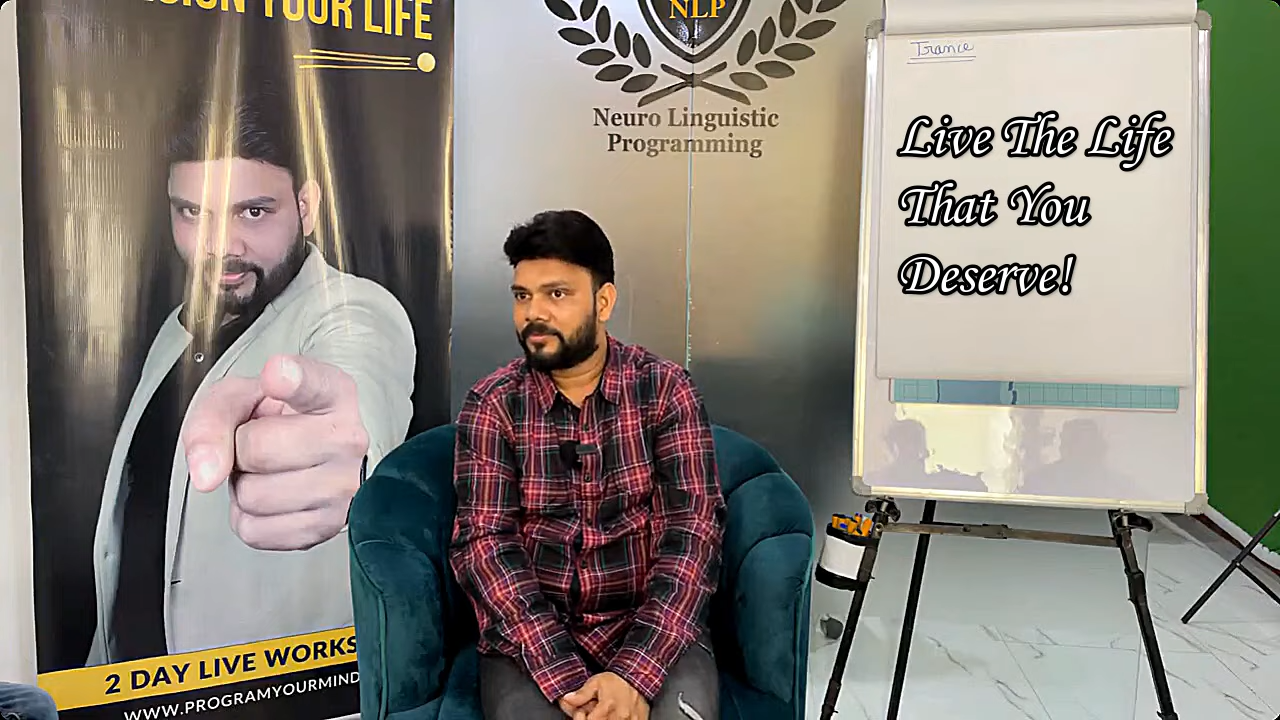 DESIGN YOUR LIFE
2 DAY LIVE WORKS
WWW.PROGRAMYOURMIND
NLP
Neuro Linguistic
Programming
Trance
Live The Life
That You
Deserve!